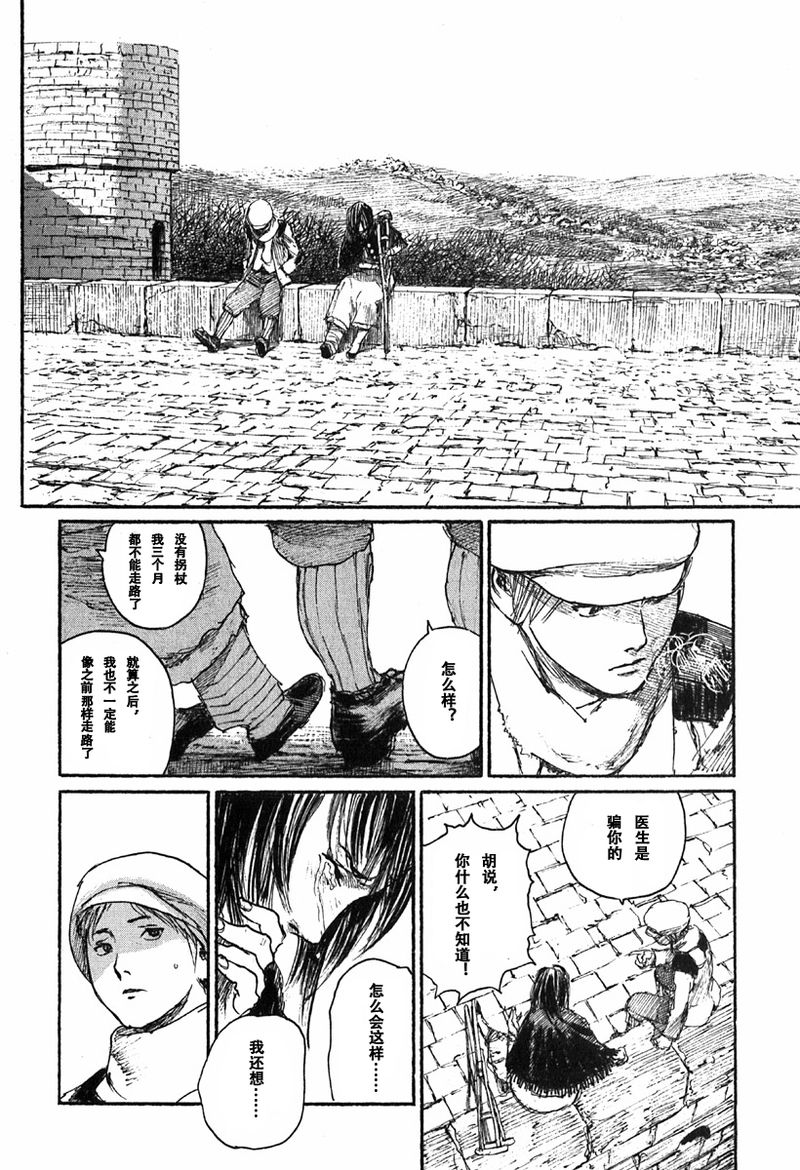 怎么样？
没有拐杖
我三个月
都不能走路了
就算之后，
我也不一定能
像之前那样走路了
医生是
骗你的
胡说，
你什么也不知道！
怎么会这样……
我还想……